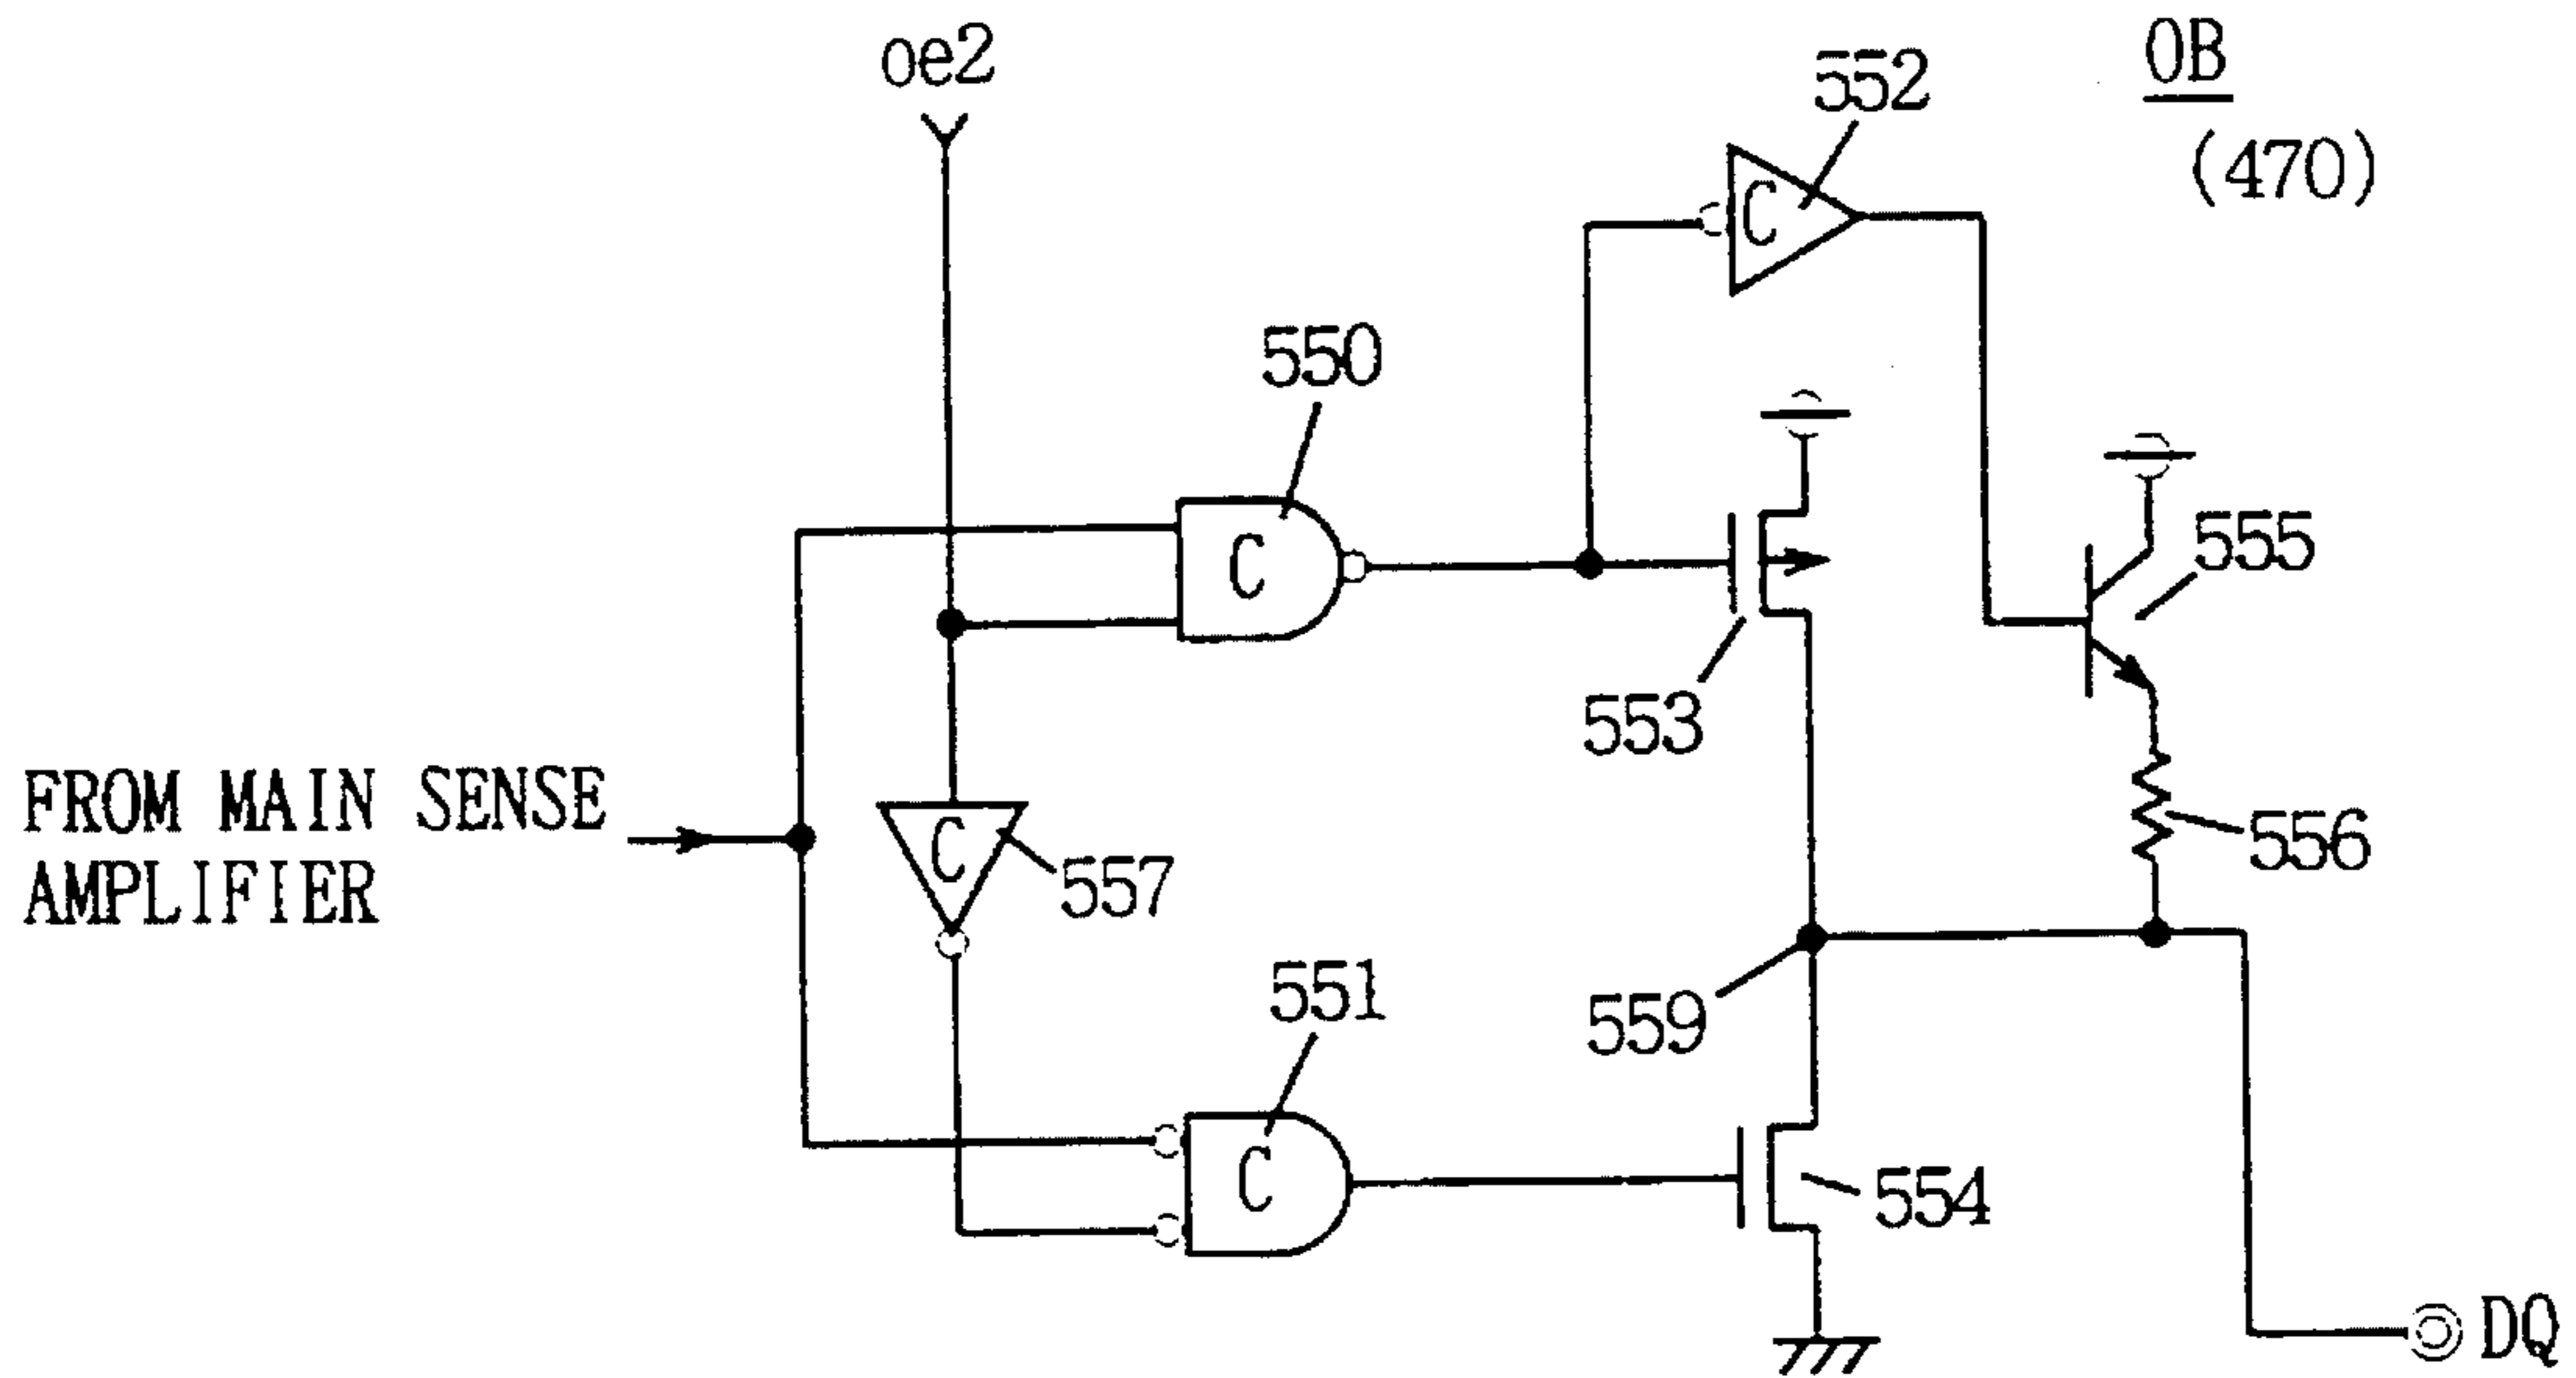 oe2
552
OB
(470)
550
C
C
555
553
FROM MAIN SENSE
AMPLIFIER
C
557
556
559
551
C
554
DQ